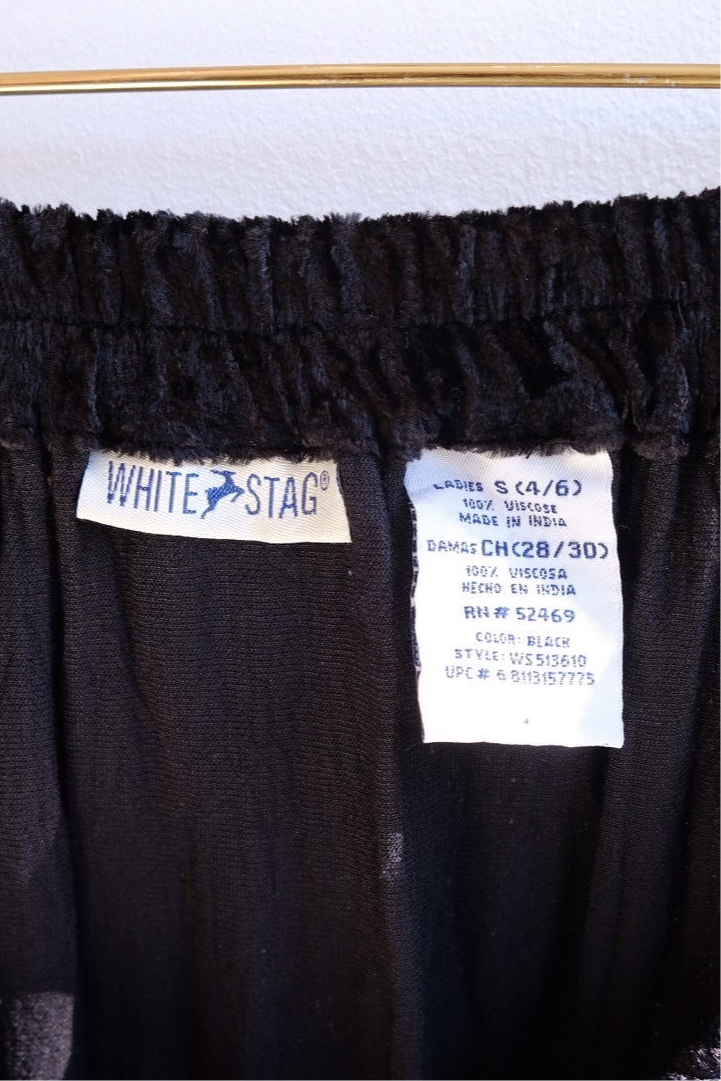 WHITE STAG®
LADIES S (4/6)
100% VISCOSE
MADE IN INDIA
DAMAS CH(28/30)
100% VISCOSA
HECHO EN INDIA
RN# 52469
COLOR: BLACK
STYLE: WS513610
UPC# 6 8113157775